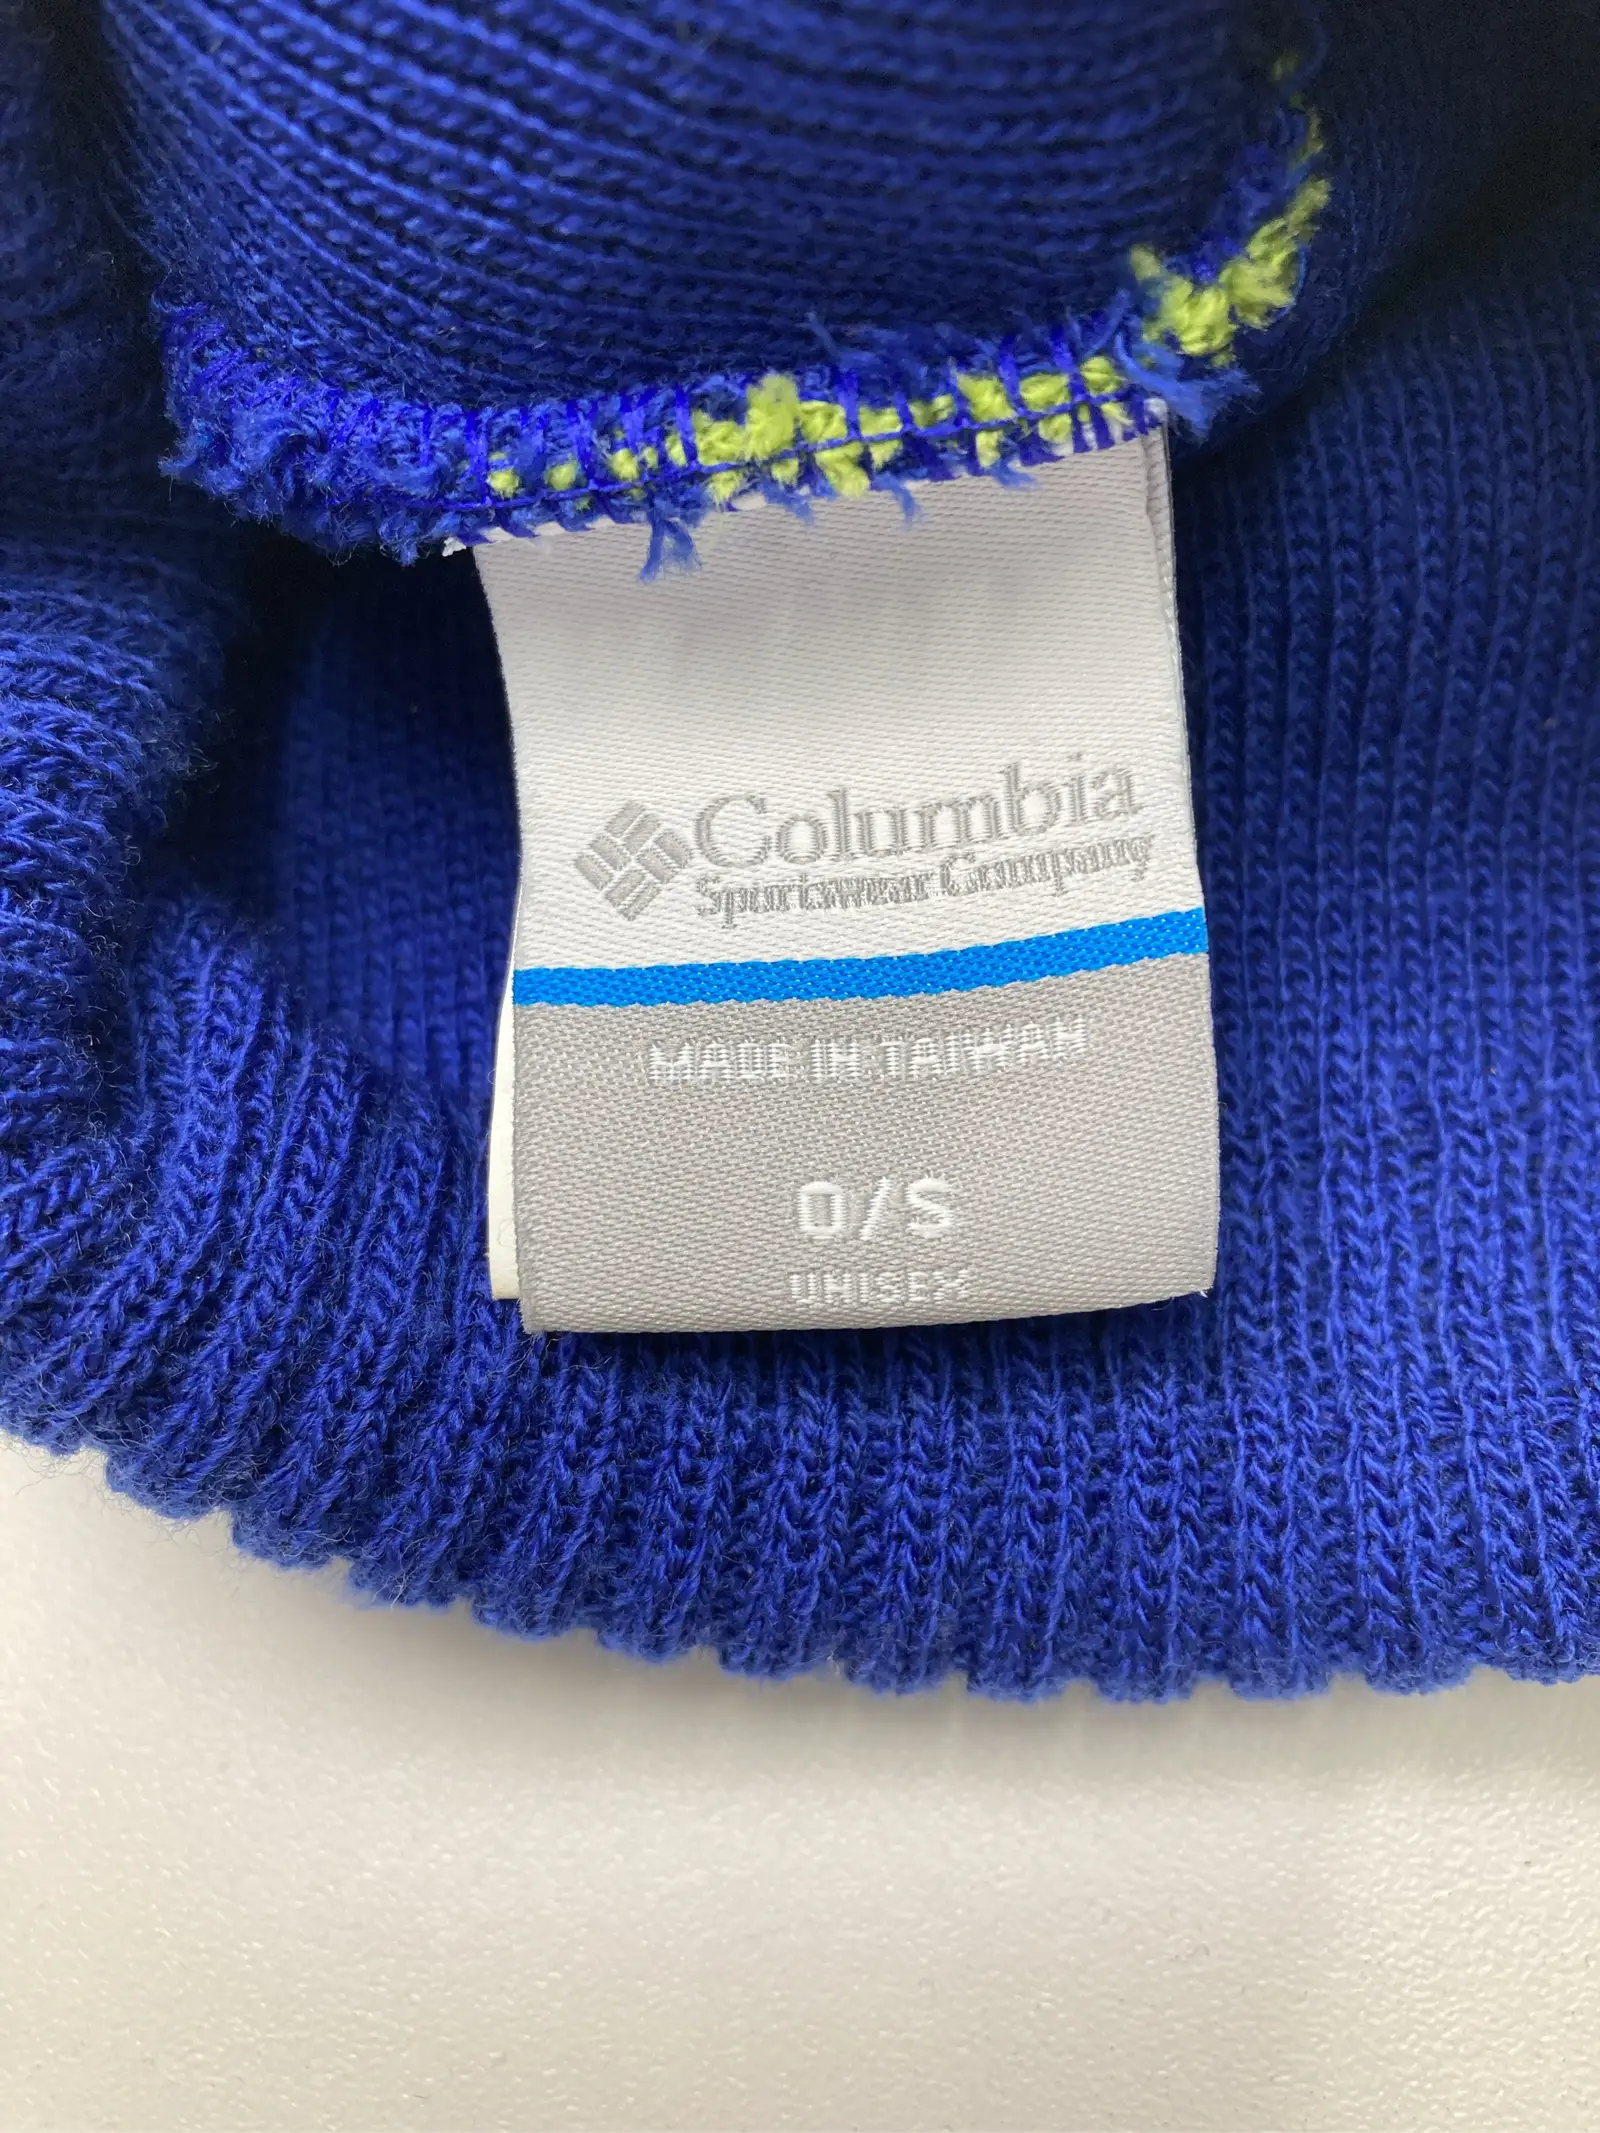 Columbia
Sportswear Company
MADE IN TAIWAN
O/S
UNISEX